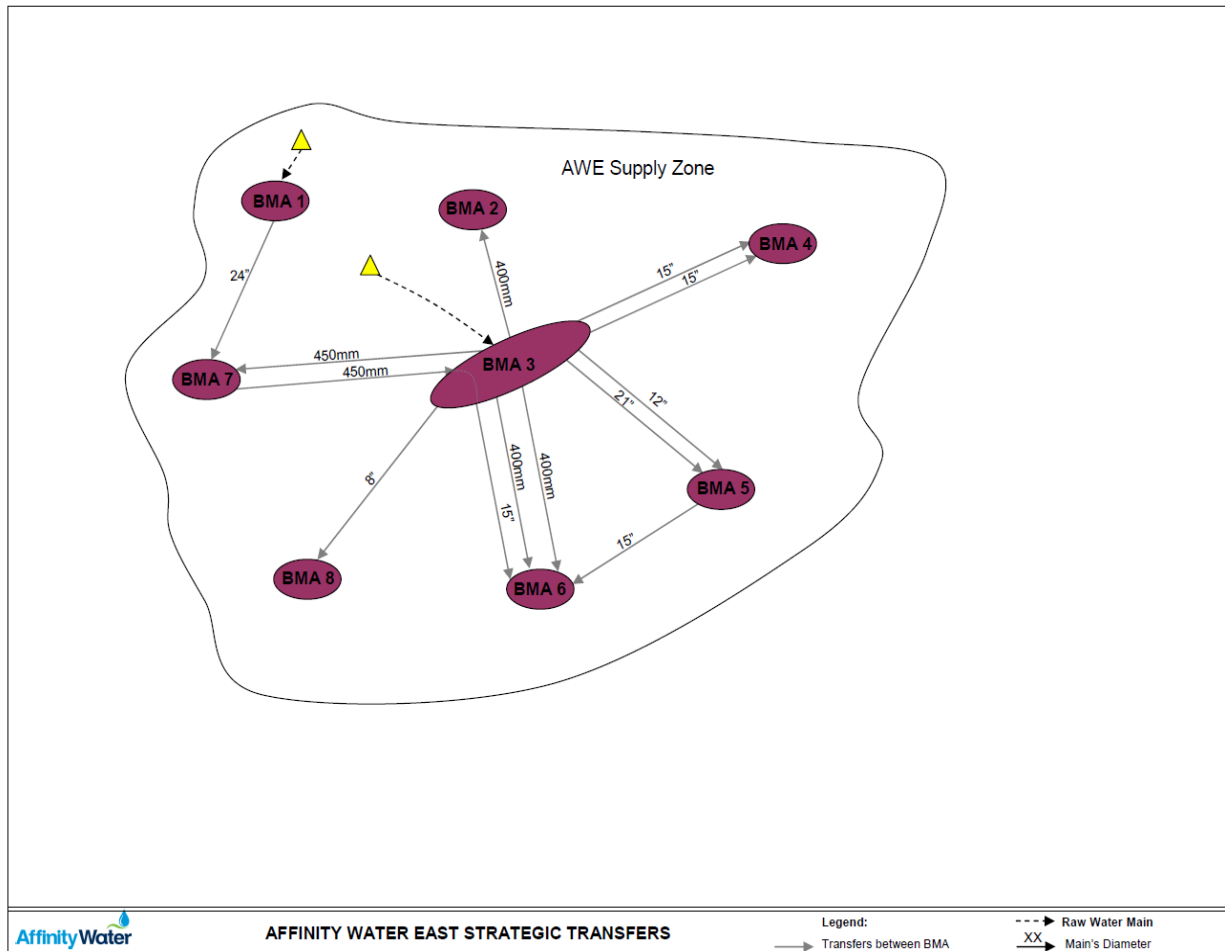 AWE Supply Zone
BMA 1
BMA 2
BMA 4
24”
400mm
15”
15”
BMA 3
450mm
450mm
BMA 7
21”
12”
8”
400mm
400mm
15”
BMA 5
15”
BMA 8
BMA 6
Affinity Water
AFFINITY WATER EAST STRATEGIC TRANSFERS
Legend:
Transfers between BMA
Raw Water Main
XX
Main's Diameter